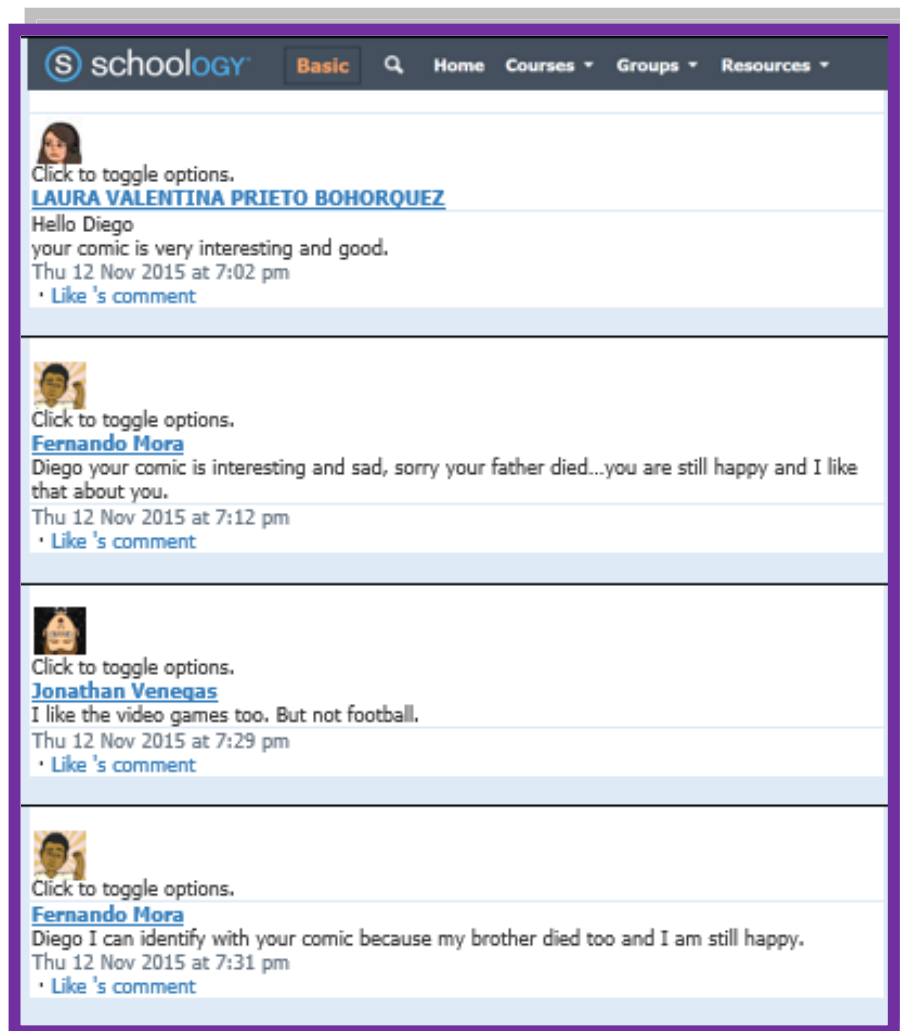 S schoology Basic Home Courses Groups Resources
Click to toggle options.
LAURA VALENTINA PRIETO BOHORQUEZ
Hello Diego
your comic is very interesting and good.
Thu 12 Nov 2015 at 7:02 pm
· Like 's comment
Click to toggle options.
Fernando Mora
Diego your comic is interesting and sad, sorry your father died...you are still happy and I like
that about you.
Thu 12 Nov 2015 at 7:12 pm
· Like 's comment
Click to toggle options.
Jonathan Venegas
I like the video games too. But not football.
Thu 12 Nov 2015 at 7:29 pm
· Like 's comment
Click to toggle options.
Fernando Mora
Diego I can identify with your comic because my brother died too and I am still happy.
Thu 12 Nov 2015 at 7:31 pm
· Like 's comment